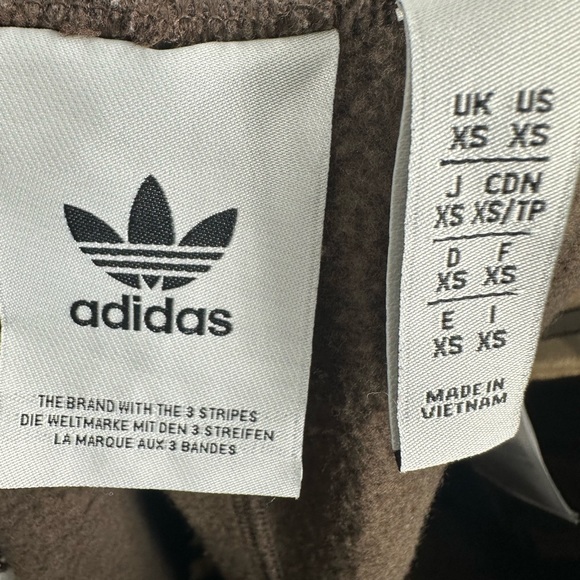 adidas
THE BRAND WITH THE 3 STRIPES
DIE WELTMARKE MIT DEN 3 STREIFEN
LA MARQUE AUX 3 BANDES
UK US
XS XS
J CDN
XS XS/TP
D F
XS XS
E I
XS XS
MADE IN
VIETNAM